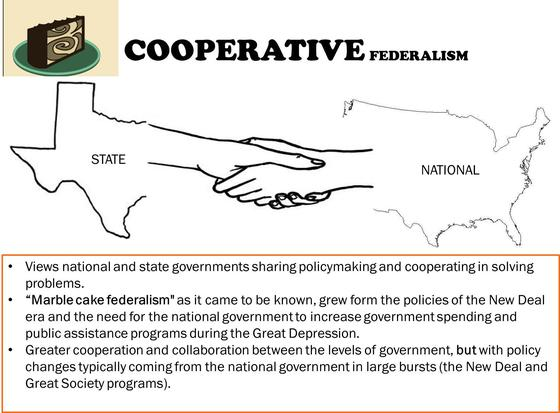 COOPERATIVE FEDERALISM
STATE
NATIONAL
• Views national and state governments sharing policymaking and cooperating in solving
problems.
• “Marble cake federalism" as it came to be known, grew form the policies of the New Deal
era and the need for the national government to increase government spending and
public assistance programs during the Great Depression.
• Greater cooperation and collaboration between the levels of government, but with policy
changes typically coming from the national government in large bursts (the New Deal and
Great Society programs).